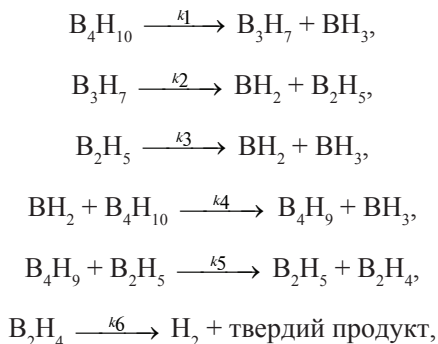 B₄H₁₀ —k1→ B₃H₇ + BH₃,
B₃H₇ —k2→ BH₂ + B₂H₅,
B₂H₅ —k3→ BH₂ + BH₃,
BH₂ + B₄H₁₀ —k4→ B₄H₉ + BH₃,
B₄H₉ + B₂H₅ —k5→ B₂H₅ + B₂H₄,
B₂H₄ —k6→ H₂ + твердий продукт,